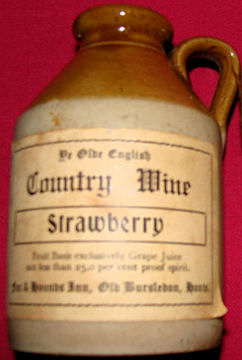 Ye Olde English
Country Wine
Strawberry
Fruit Basis exclusively Grape Juice
not less than 25.0 per cent proof spirit.
Fox & Hounds Inn, Old Bursledon, Hants.